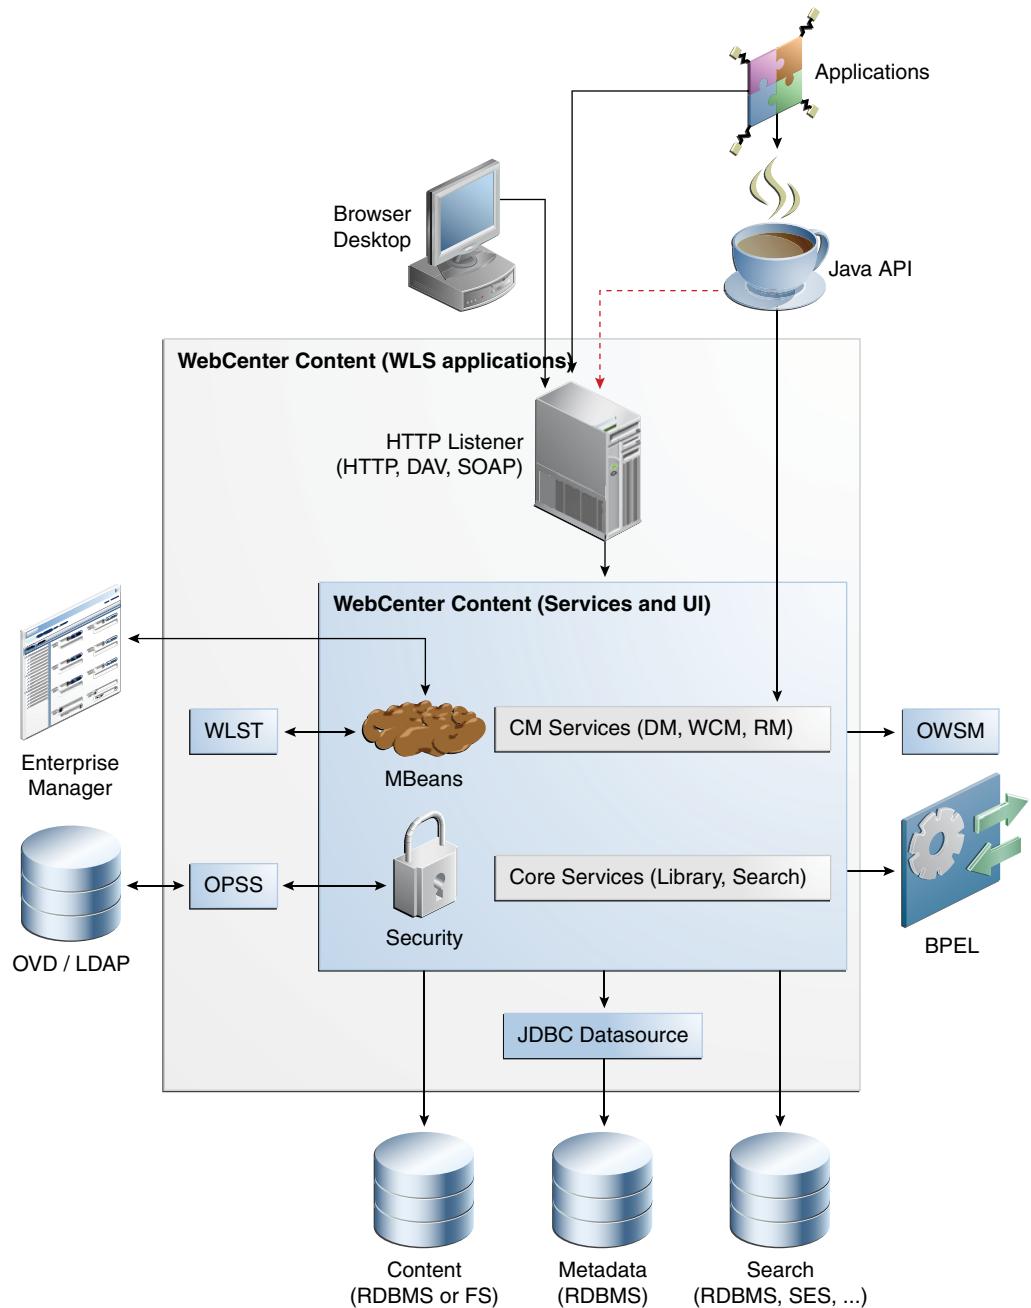 Applications
Browser
Desktop
Java API
WebCenter Content (WLS applications)
HTTP Listener
(HTTP, DAV, SOAP)
WebCenter Content (Services and UI)
WLST
MBeans
CM Services (DM, WCM, RM)
OWSM
Enterprise
Manager
OPSS
Security
Core Services (Library, Search)
BPEL
OVD / LDAP
JDBC Datasource
Content
(RDBMS or FS)
Metadata
(RDBMS)
Search
(RDBMS, SES, ...)